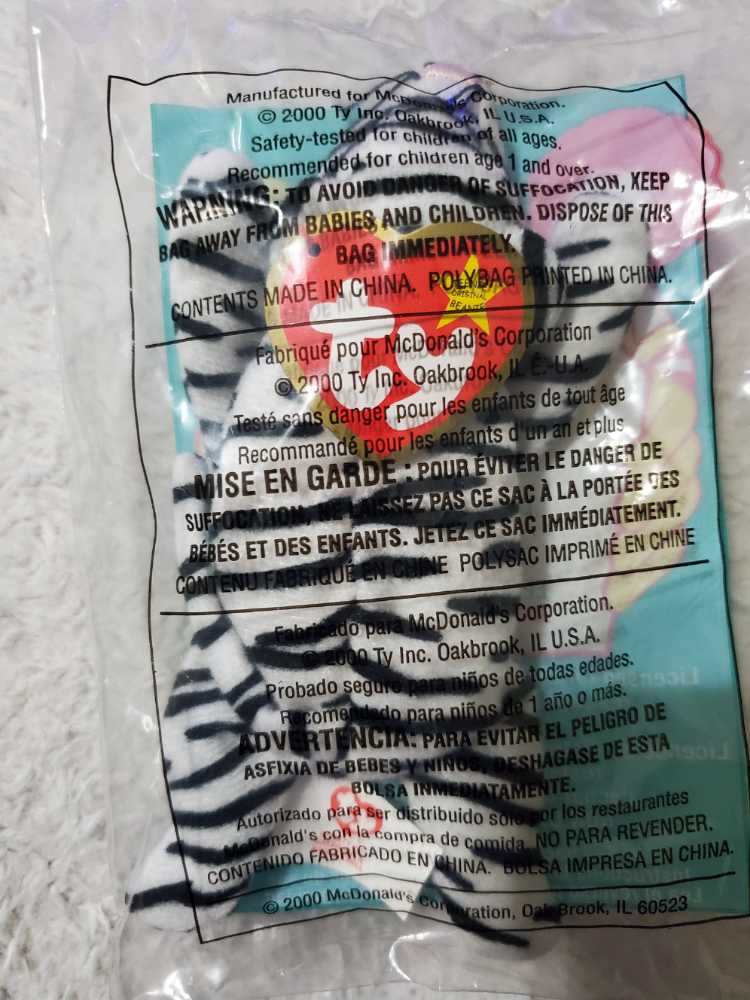 Manufactured for McDonald's Corporation.
© 2000 Ty Inc. Oakbrook, IL U.S.A.
Safety-tested for children of all ages.
Recommended for children age 1 and over.
WARNING: TO AVOID DANGER OF SUFFOCATION, KEEP
BAG AWAY FROM BABIES AND CHILDREN. DISPOSE OF THIS
BAG IMMEDIATELY.
CONTENTS MADE IN CHINA. POLYBAG PRINTED IN CHINA.
ORIGINAL
BEANIE
ty
Fabriqué pour McDonald's Corporation
© 2000 Ty Inc. Oakbrook, IL É.-U.A.
Testé sans danger pour les enfants de tout âge
Recommandé pour les enfants d'un an et plus
MISE EN GARDE : POUR ÉVITER LE DANGER DE
SUFFOCATION, NE LAISSEZ PAS CE SAC À LA PORTÉE DES
BÉBÉS ET DES ENFANTS. JETEZ CE SAC IMMÉDIATEMENT.
CONTENU FABRIQUÉ EN CHINE POLYSAC IMPRIMÉ EN CHINE
Fabricado para McDonald's Corporation.
© 2000 Ty Inc. Oakbrook, IL U.S.A.
Probado seguro para niños de todas edades.
Recomendado para niños de 1 año o más.
ADVERTENCIA: PARA EVITAR EL PELIGRO DE
ASFIXIA DE BEBES Y NIÑOS, DESHAGASE DE ESTA
BOLSA INMEDIATAMENTE.
Autorizado para ser distribuido solo por los restaurantes
McDonald's con la compra de comida. NO PARA REVENDER.
CONTENIDO FABRICADO EN CHINA. BOLSA IMPRESA EN CHINA.
© 2000 McDonald's Corporation, Oak Brook, IL 60523